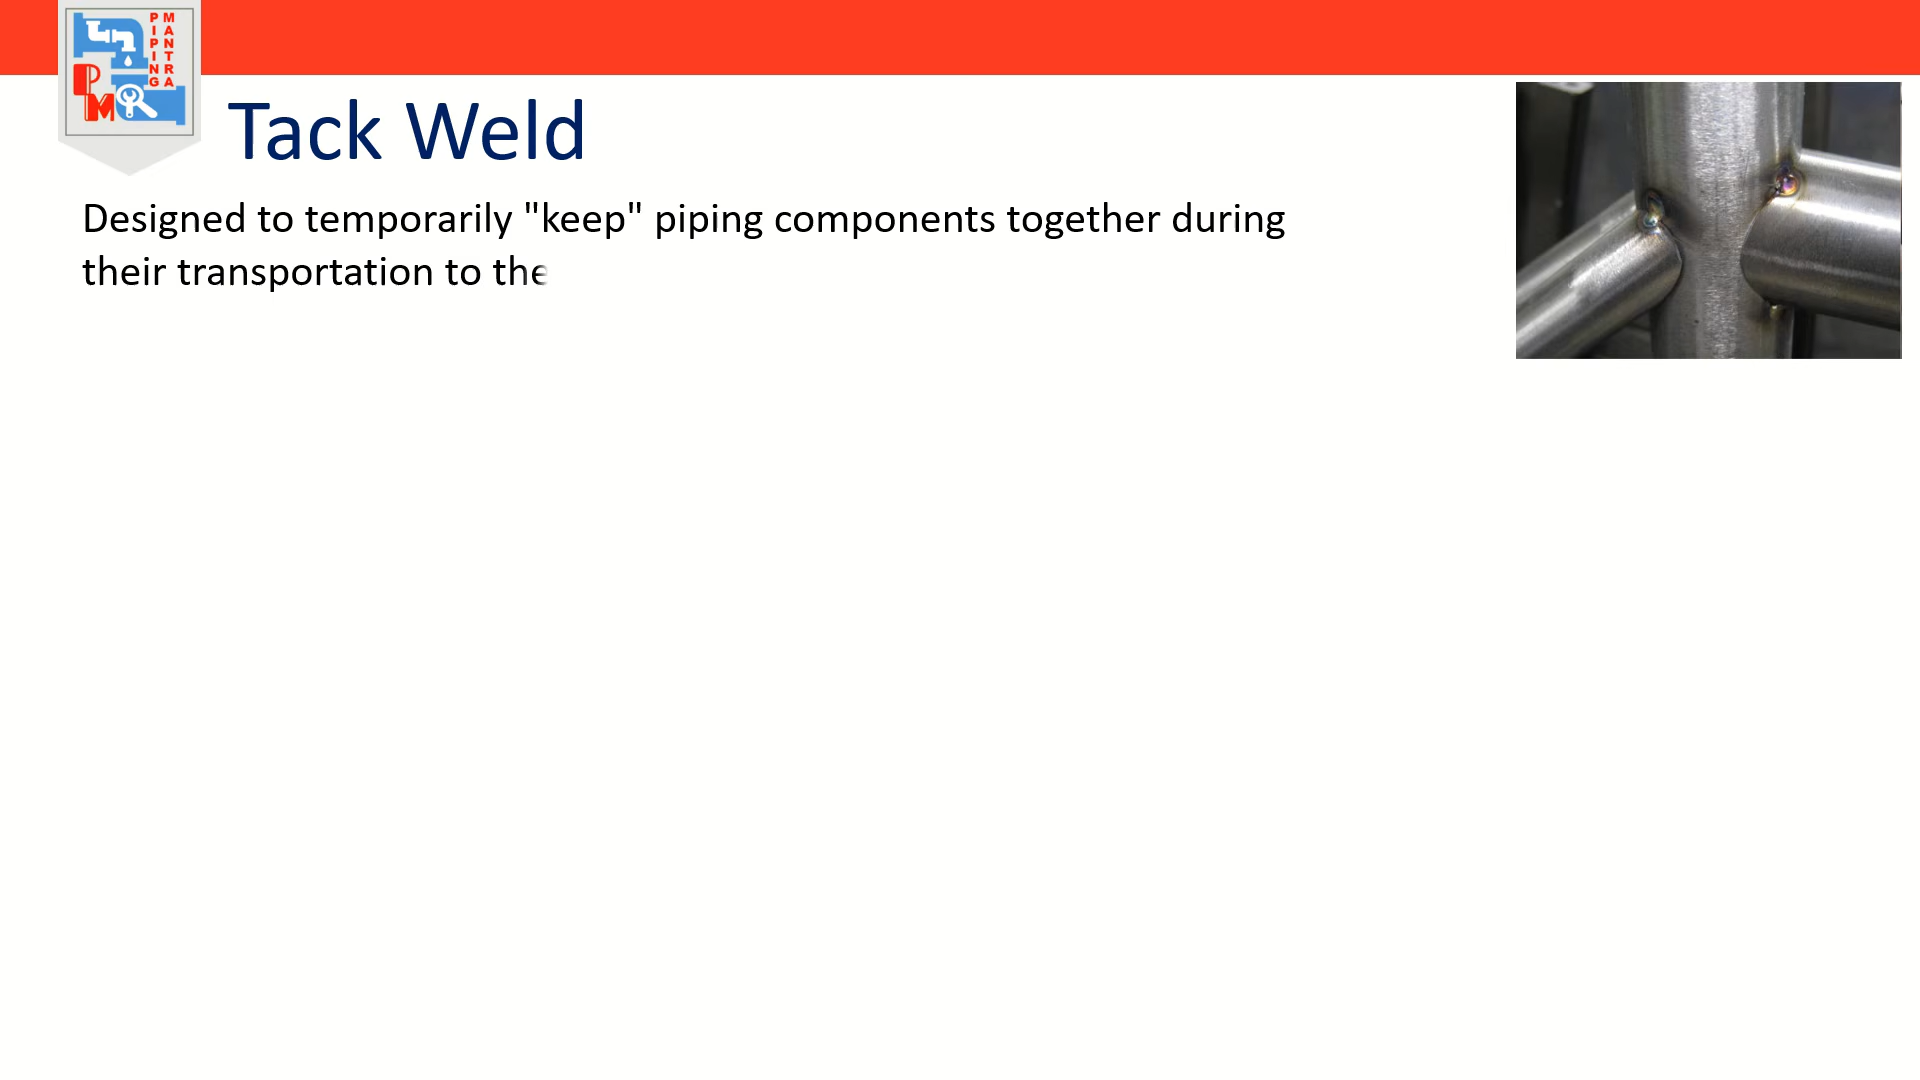 PIPING
MANTRA
PM
Tack Weld
Designed to temporarily "keep" piping components together during
their transportation to the